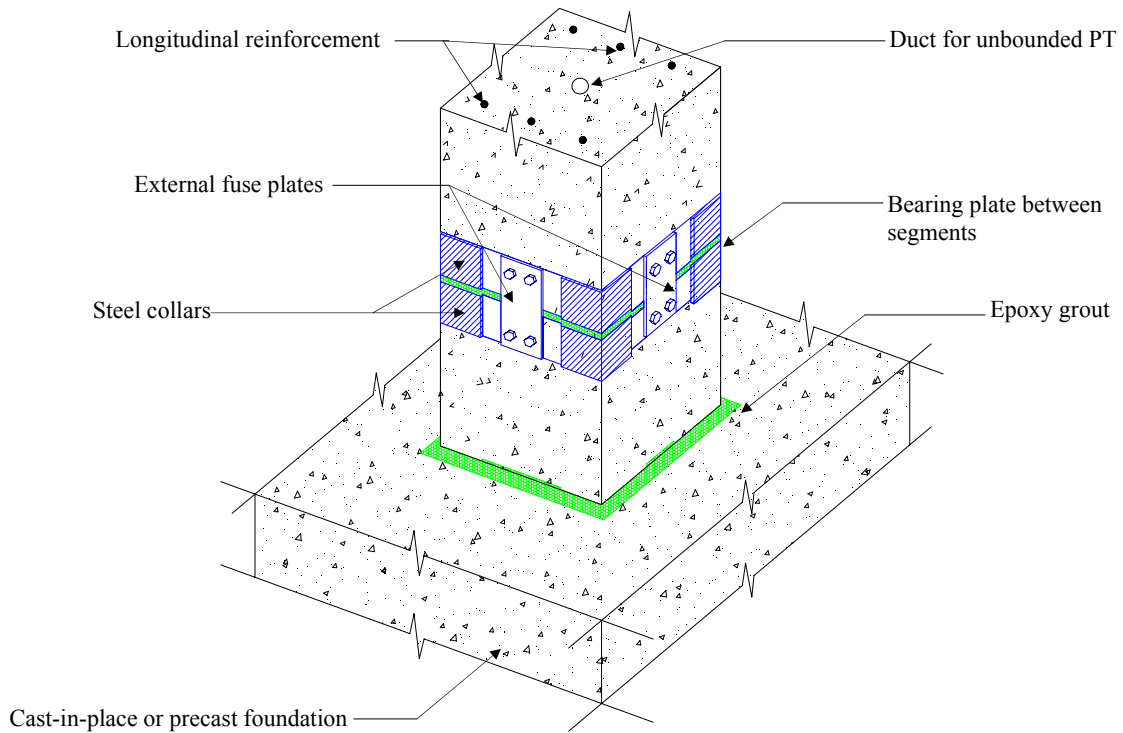 Longitudinal reinforcement
Duct for unbounded PT
External fuse plates
Bearing plate between
segments
Steel collars
Epoxy grout
Cast-in-place or precast foundation